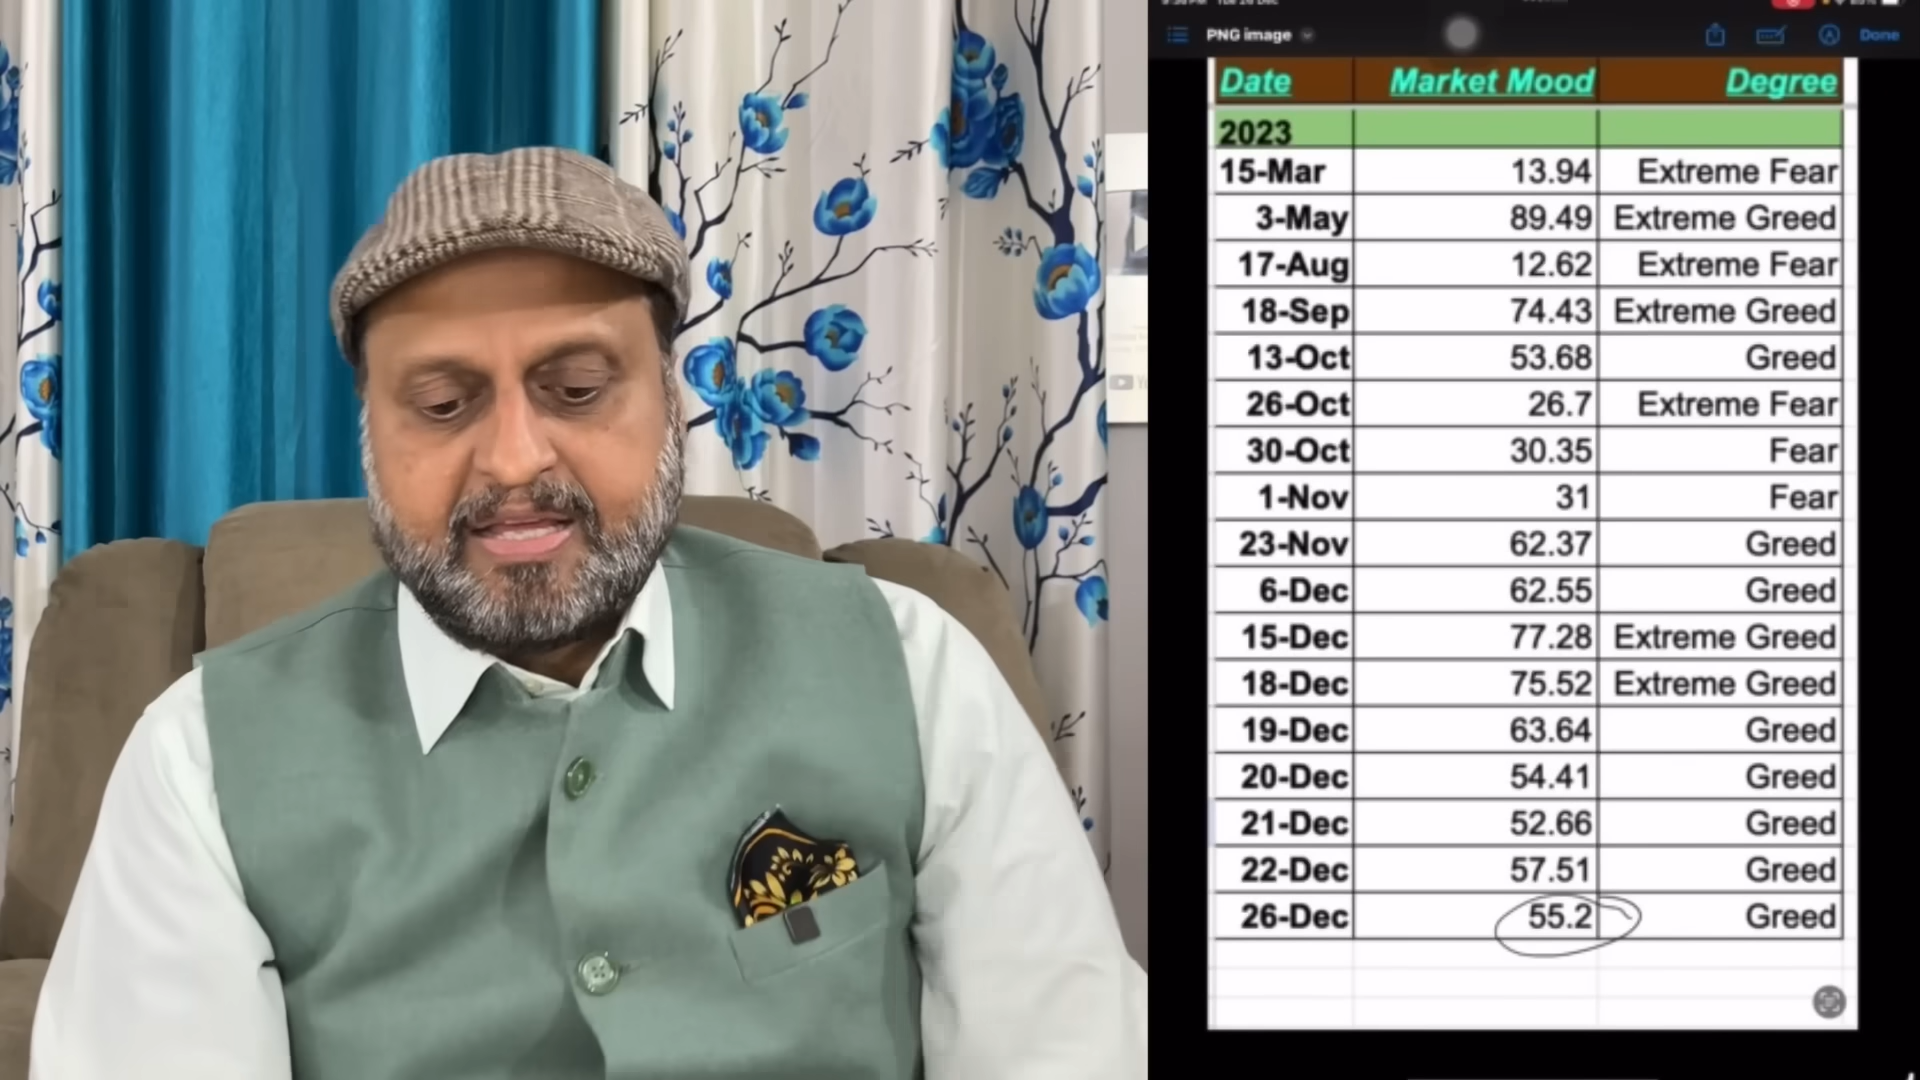 PNG image
Done
Date Market Mood Degree
2023
15-Mar 13.94 Extreme Fear
3-May 89.49 Extreme Greed
17-Aug 12.62 Extreme Fear
18-Sep 74.43 Extreme Greed
13-Oct 53.68 Greed
26-Oct 26.7 Extreme Fear
30-Oct 30.35 Fear
1-Nov 31 Fear
23-Nov 62.37 Greed
6-Dec 62.55 Greed
15-Dec 77.28 Extreme Greed
18-Dec 75.52 Extreme Greed
19-Dec 63.64 Greed
20-Dec 54.41 Greed
21-Dec 52.66 Greed
22-Dec 57.51 Greed
26-Dec 55.2 Greed